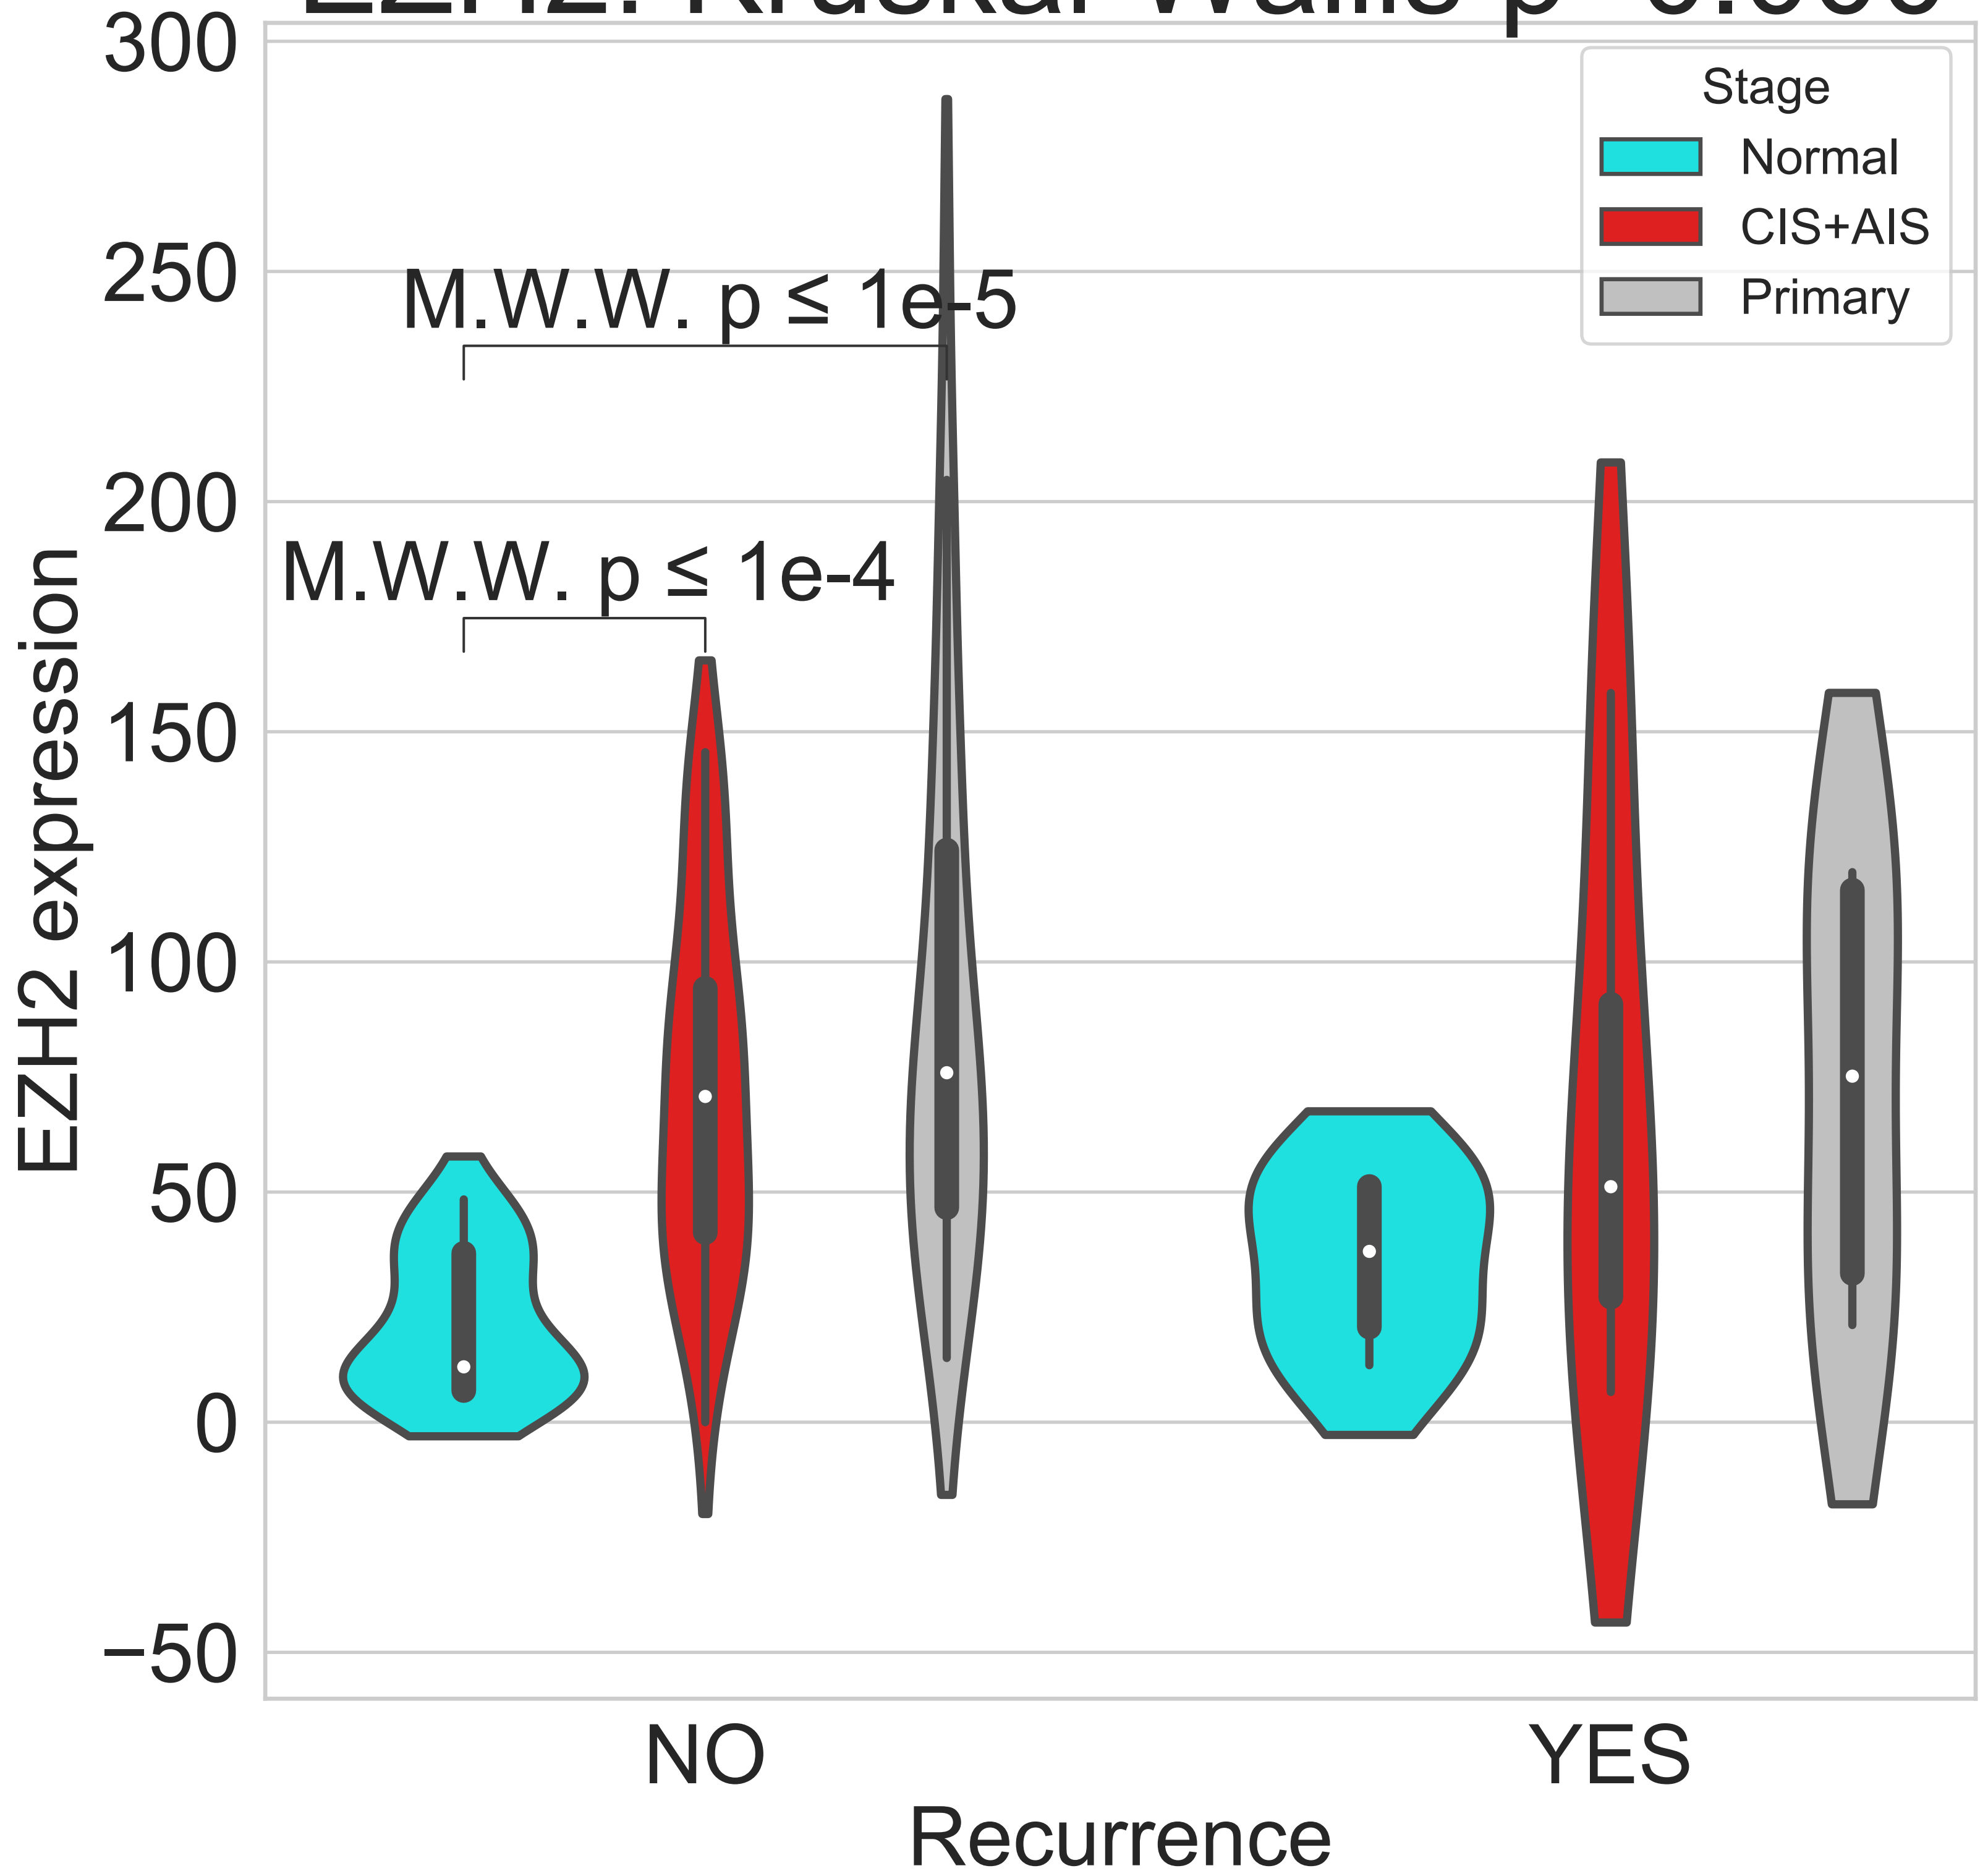 300
Stage
Normal
CIS+AIS
Primary
250
M.W.W. p ≤ 1e-5
200
M.W.W. p ≤ 1e-4
150
100
50
0
−50
EZH2 expression
NO
YES
Recurrence